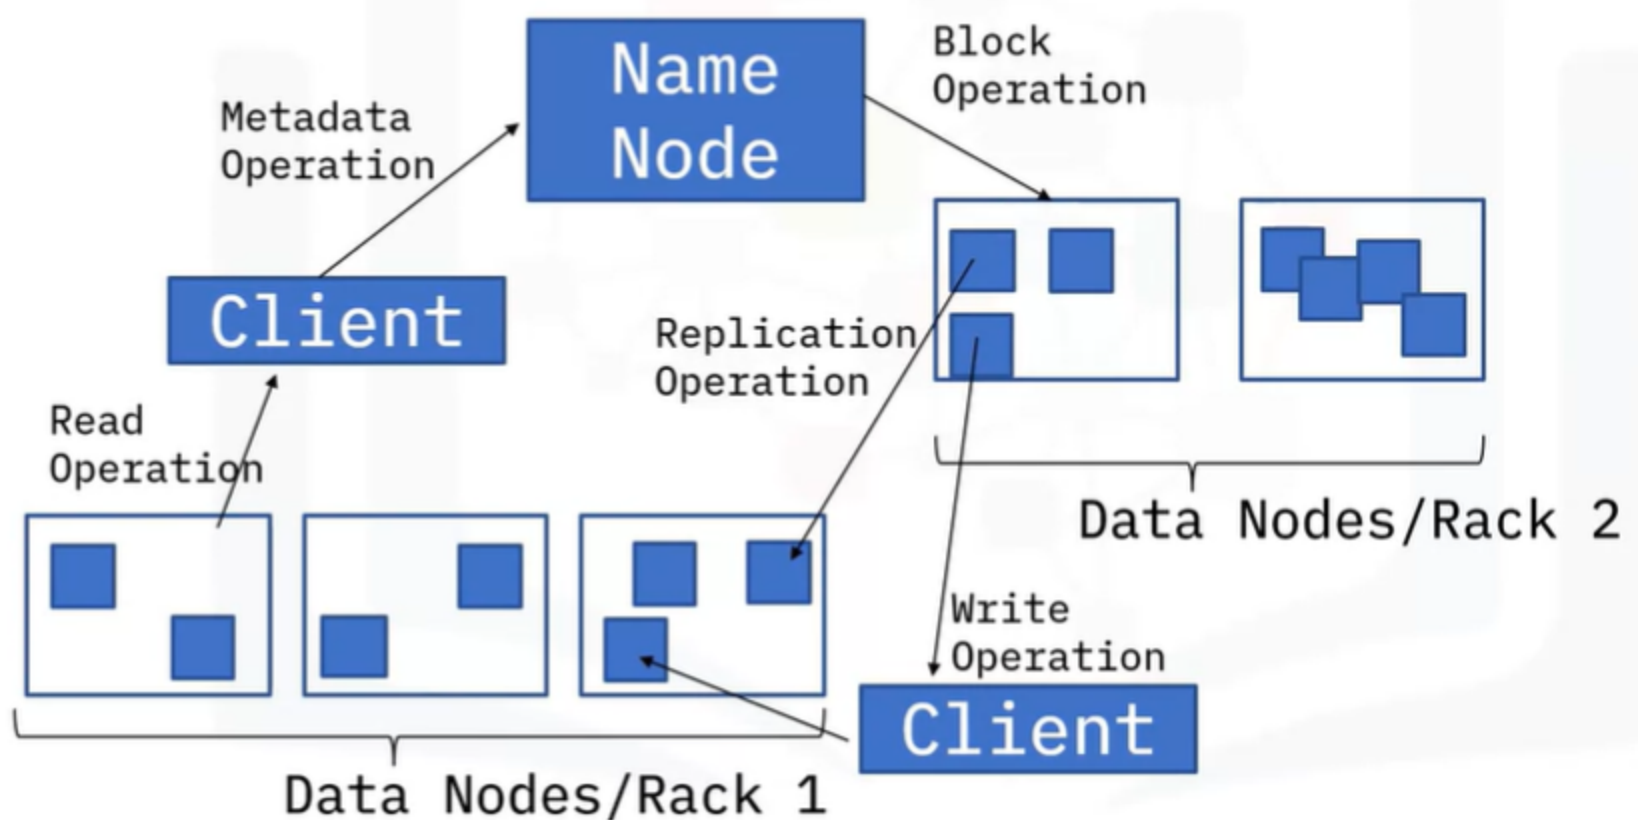 Name
Node
Block
Operation
Metadata
Operation
Client
Replication
Operation
Read
Operation
Data Nodes/Rack 2
Write
Operation
Client
Data Nodes/Rack 1